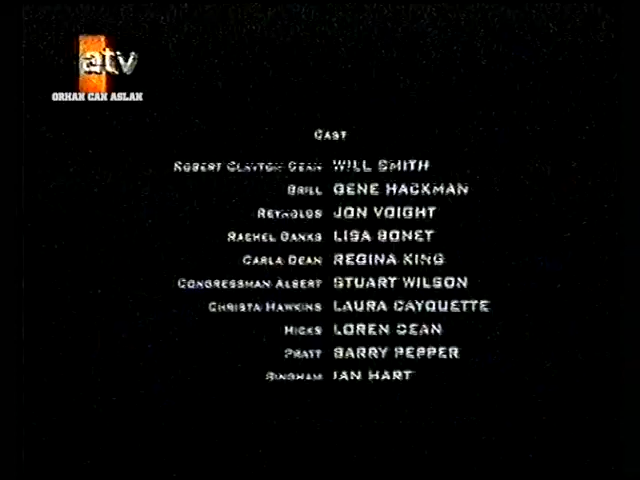 atv
ORHAN CAN ASLAN
CAST
ROBERT CLAYTON DEAN WILL SMITH
BRILL GENE HACKMAN
REYNOLDS JON VOIGHT
RACHEL BANKS LISA BONET
CARLA DEAN REGINA KING
CONGRESSMAN ALBERT STUART WILSON
CHRISTA HAWKINS LAURA CAYOUETTE
HICKS LOREN DEAN
PRATT BARRY PEPPER
BINGHAM IAN HART